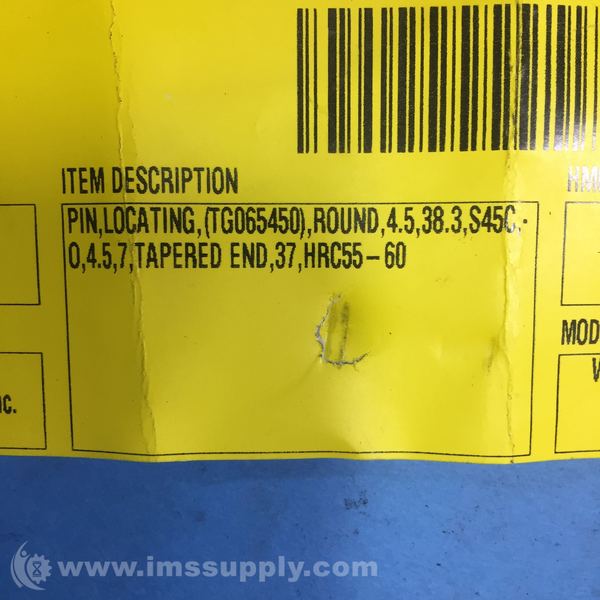 ITEM DESCRIPTION
PIN,LOCATING,(TG065450),ROUND,4.5,38.3,S45C,-
0,4.5,7,TAPERED END,37,HRC55-60
MOD
www.imssupply.com